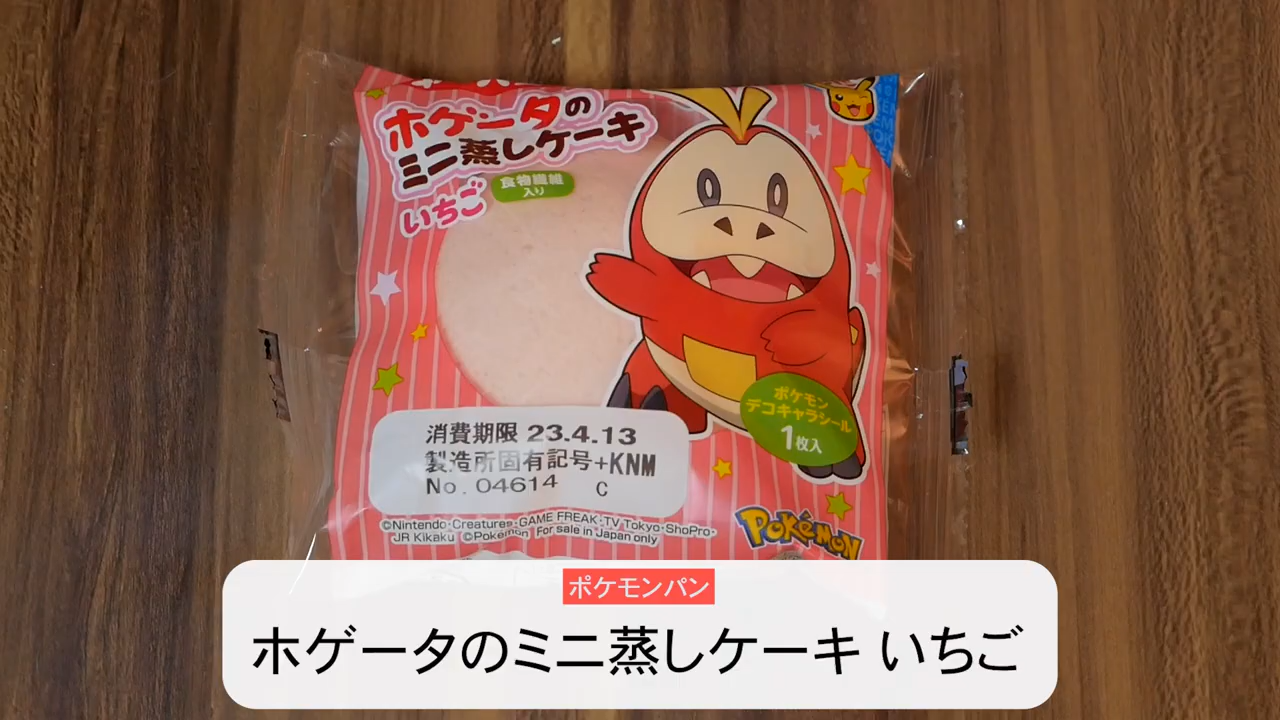 ホゲータの
ミニ蒸しケーキ
いちご
食物繊維
入り
ポケモン
デコキャラシール
1枚入
消費期限 23.4.13
製造所固有記号+KNM
No. 04614 C
©Nintendo・Creatures・GAME FREAK・TV Tokyo・ShoPro・
JR Kikaku ©Pokémon For sale in Japan only
POKéMON
ポケモンパン
ホゲータのミニ蒸しケーキ いちご